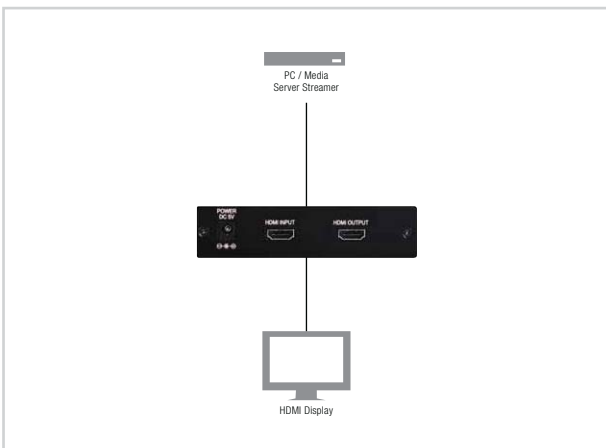 PC / Media
Server Streamer
POWER
DC 5V
HDMI INPUT
HDMI OUTPUT
HDMI Display